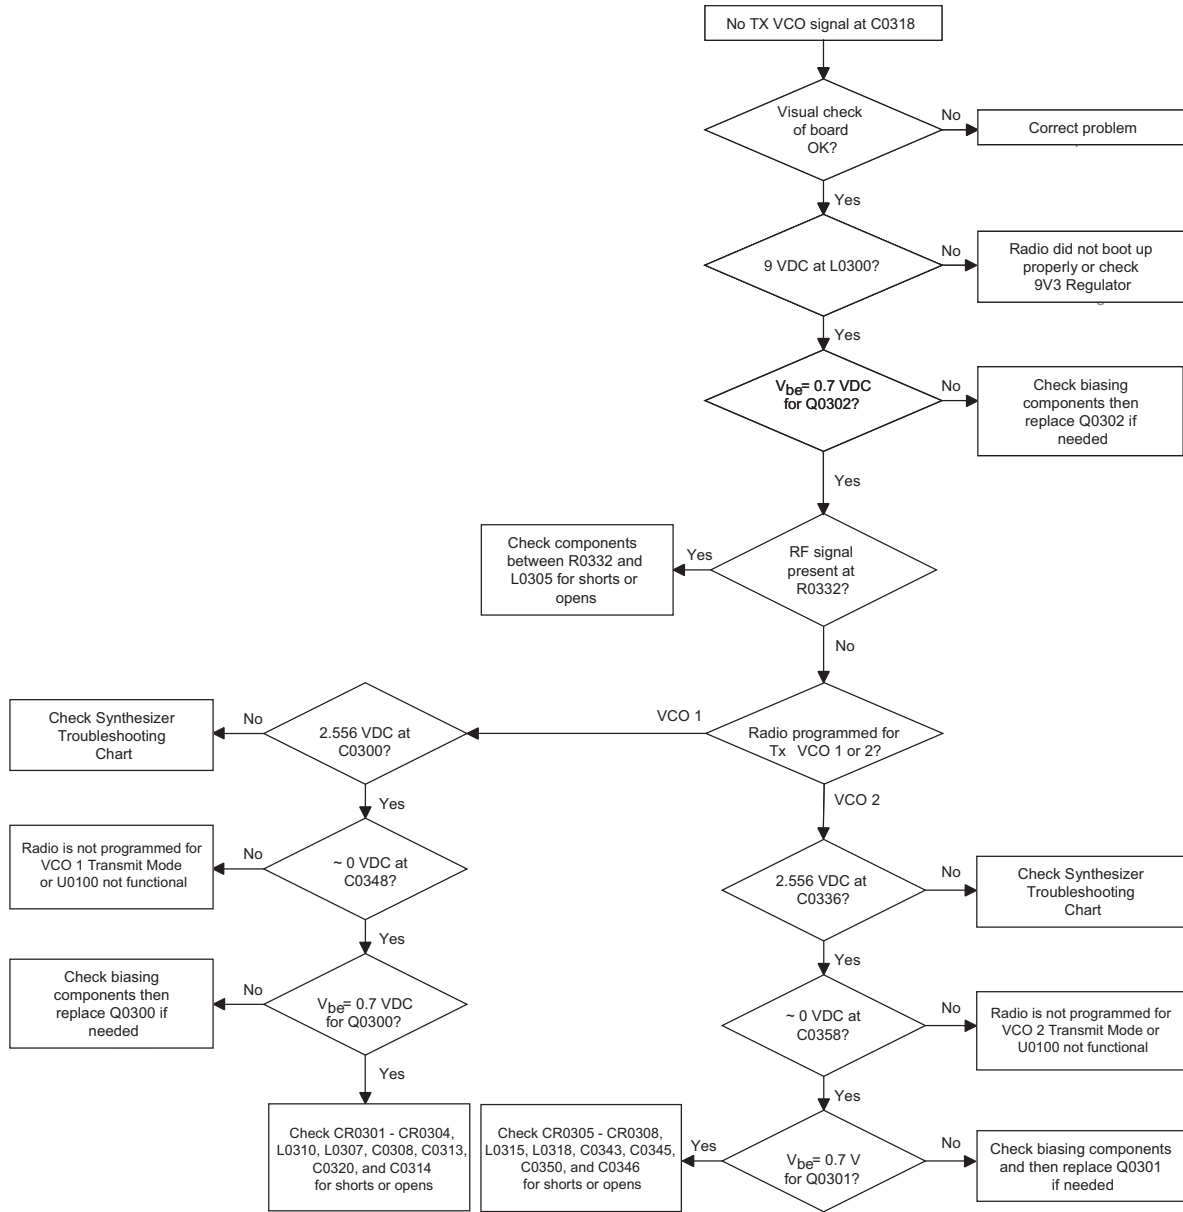 No TX VCO signal at C0318
Visual check
of board
OK?
No
Correct problem
Yes
9 VDC at L0300?
No
Radio did not boot up
properly or check
9V3 Regulator
Yes
Vbe= 0.7 VDC
for Q0302?
No
Check biasing
components then
replace Q0302 if
needed
Yes
RF signal
present at
R0332?
Yes
Check components
between R0332 and
L0305 for shorts or
opens
No
Radio programmed for
Tx VCO 1 or 2?
VCO 1
2.556 VDC at
C0300?
No
Check Synthesizer
Troubleshooting
Chart
Yes
~ 0 VDC at
C0348?
No
Radio is not programmed for
VCO 1 Transmit Mode
or U0100 not functional
Yes
Vbe= 0.7 VDC
for Q0300?
No
Check biasing
components then
replace Q0300 if
needed
Yes
Check CR0301 - CR0304,
L0310, L0307, C0308, C0313,
C0320, and C0314
for shorts or opens
VCO 2
2.556 VDC at
C0336?
No
Check Synthesizer
Troubleshooting
Chart
Yes
~ 0 VDC at
C0358?
No
Radio is not programmed for
VCO 2 Transmit Mode or
U0100 not functional
Yes
Vbe= 0.7 V
for Q0301?
No
Check biasing components
and then replace Q0301
if needed
Yes
Check CR0305 - CR0308,
L0315, L0318, C0343, C0345,
C0350, and C0346
for shorts or opens